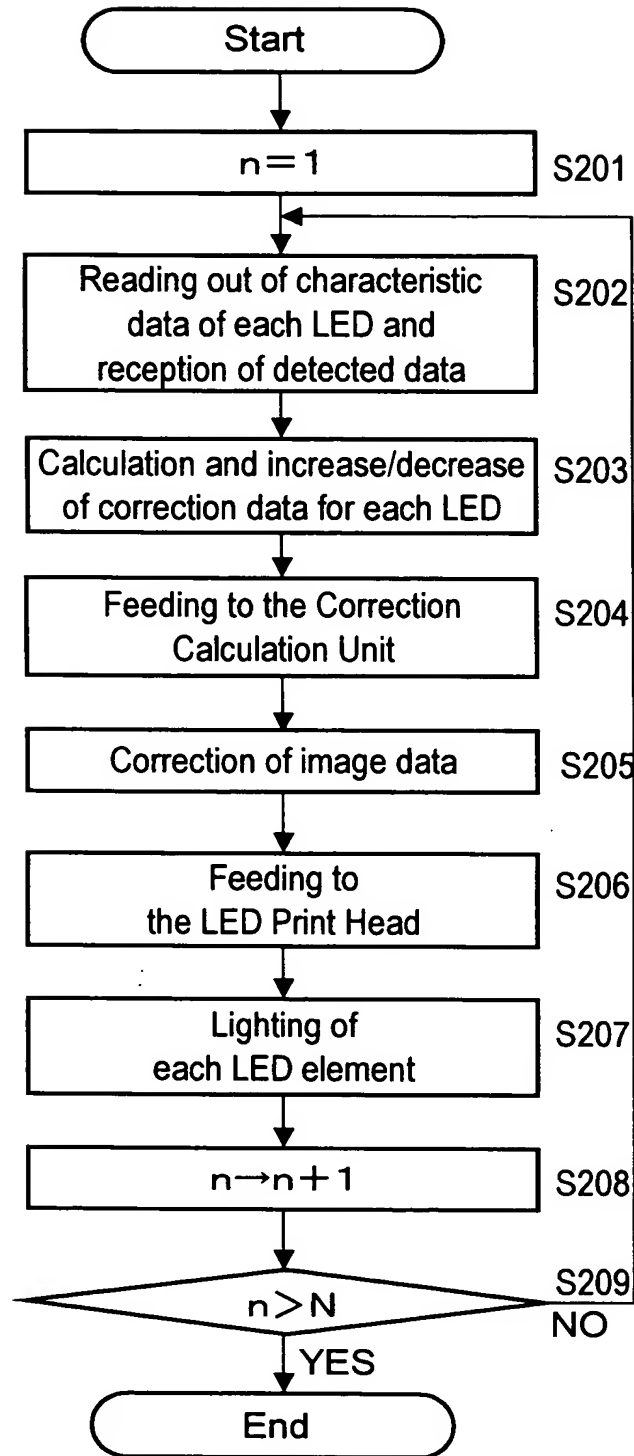 Start
n=1
S201
Reading out of characteristic
data of each LED and
reception of detected data
S202
Calculation and increase/decrease
of correction data for each LED
S203
Feeding to the Correction
Calculation Unit
S204
Correction of image data
S205
Feeding to
the LED Print Head
S206
Lighting of
each LED element
S207
n→n+1
S208
n>N
S209
NO
YES
End